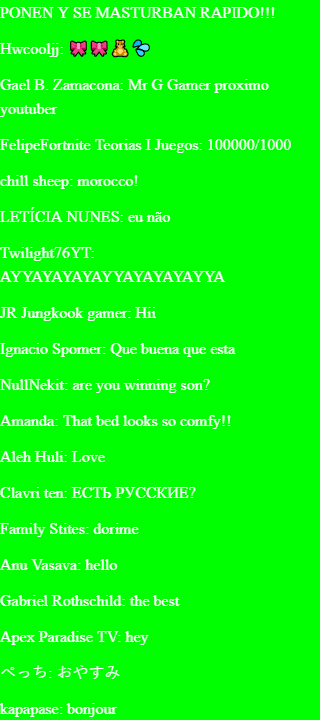 PONEN Y SE MASTURBAN RAPIDO!!!
Hwcooljj: 🎀🎀🧸💦
Gael B. Zamacona: Mr G Gamer proximo
youtuber
FelipeFortnite Teorias I Juegos: 100000/1000
chill sheep: morocco!
LETÍCIA NUNES: eu não
Twilight76YT:
AYYAYAYAYAYYAYAYAYAYYA
JR Jungkook gamer: Hii
Ignacio Spomer: Que buena que esta
NullNekit: are you winning son?
Amanda: That bed looks so comfy!!
Aleh Huli: Love
Clavri ten: ЕСТЬ РУССКИЕ?
Family Stites: dorime
Anu Vasava: hello
Gabriel Rothschild: the best
Apex Paradise TV: hey
ぺっち: おやすみ
kapapase: bonjour